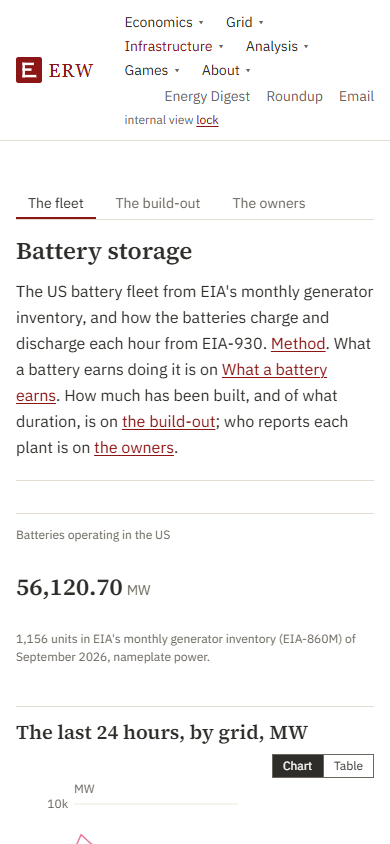 Economics ▾ Grid ▾
Infrastructure ▾ Analysis ▾
Games ▾ About ▾
E ERW
Energy Digest Roundup Email
internal view lock
The fleet The build-out The owners
Battery storage
The US battery fleet from EIA's monthly generator
inventory, and how the batteries charge and
discharge each hour from EIA-930. Method. What
a battery earns doing it is on What a battery
earns. How much has been built, and of what
duration, is on the build-out; who reports each
plant is on the owners.
Batteries operating in the US
56,120.70 MW
1,156 units in EIA's monthly generator inventory (EIA-860M) of
September 2026, nameplate power.
The last 24 hours, by grid, MW
Chart Table
MW
10k